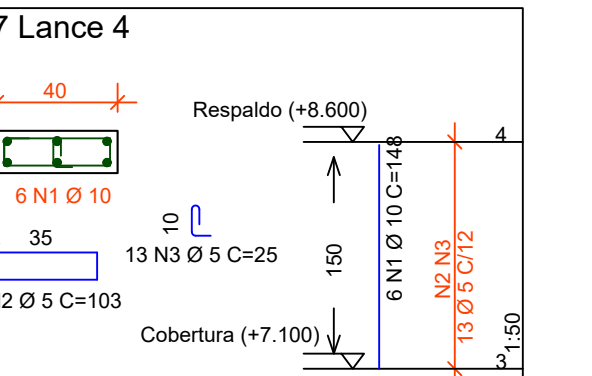 7 Lance 4
40
Respaldo (+8.600)
4
6 N1 Ø 10
35
10
13 N3 Ø 5 C=25
N2 Ø 5 C=103
150
6 N1 Ø 10 C=148
N2 N3
13 Ø 5 C/12
Cobertura (+7.100)
3
1:50